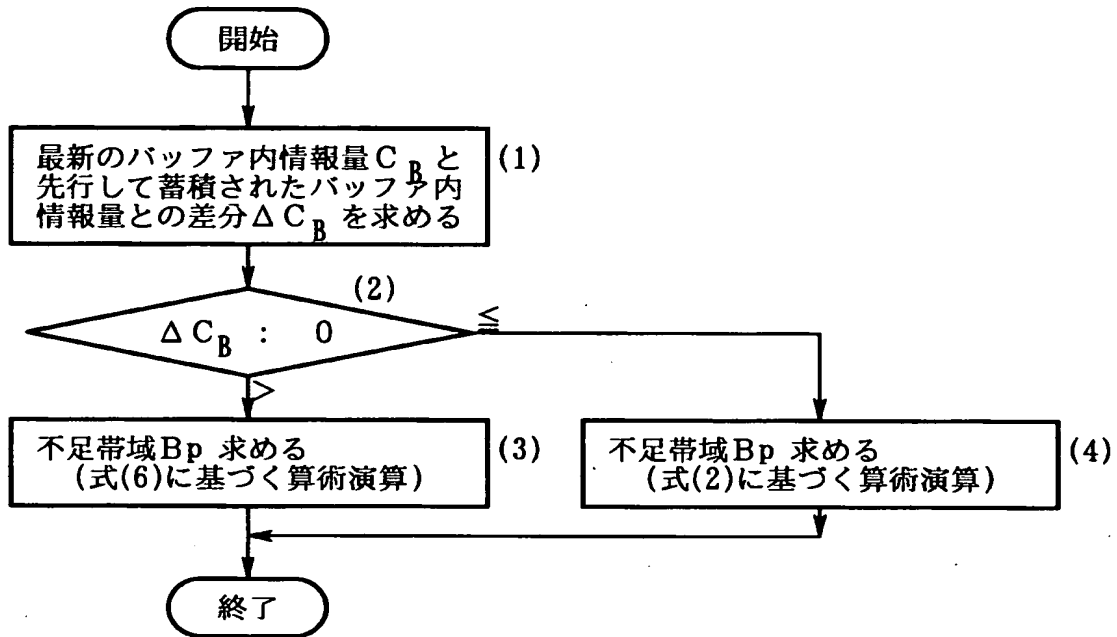 開始
最新のバッファ内情報量C_Bと (1)
先行して蓄積されたバッファ内
情報量との差分ΔC_Bを求める
(2)
ΔC_B : 0
≦
>
不足帯域Bp 求める (3)
(式(6)に基づく算術演算)
不足帯域Bp 求める (4)
(式(2)に基づく算術演算)
終了